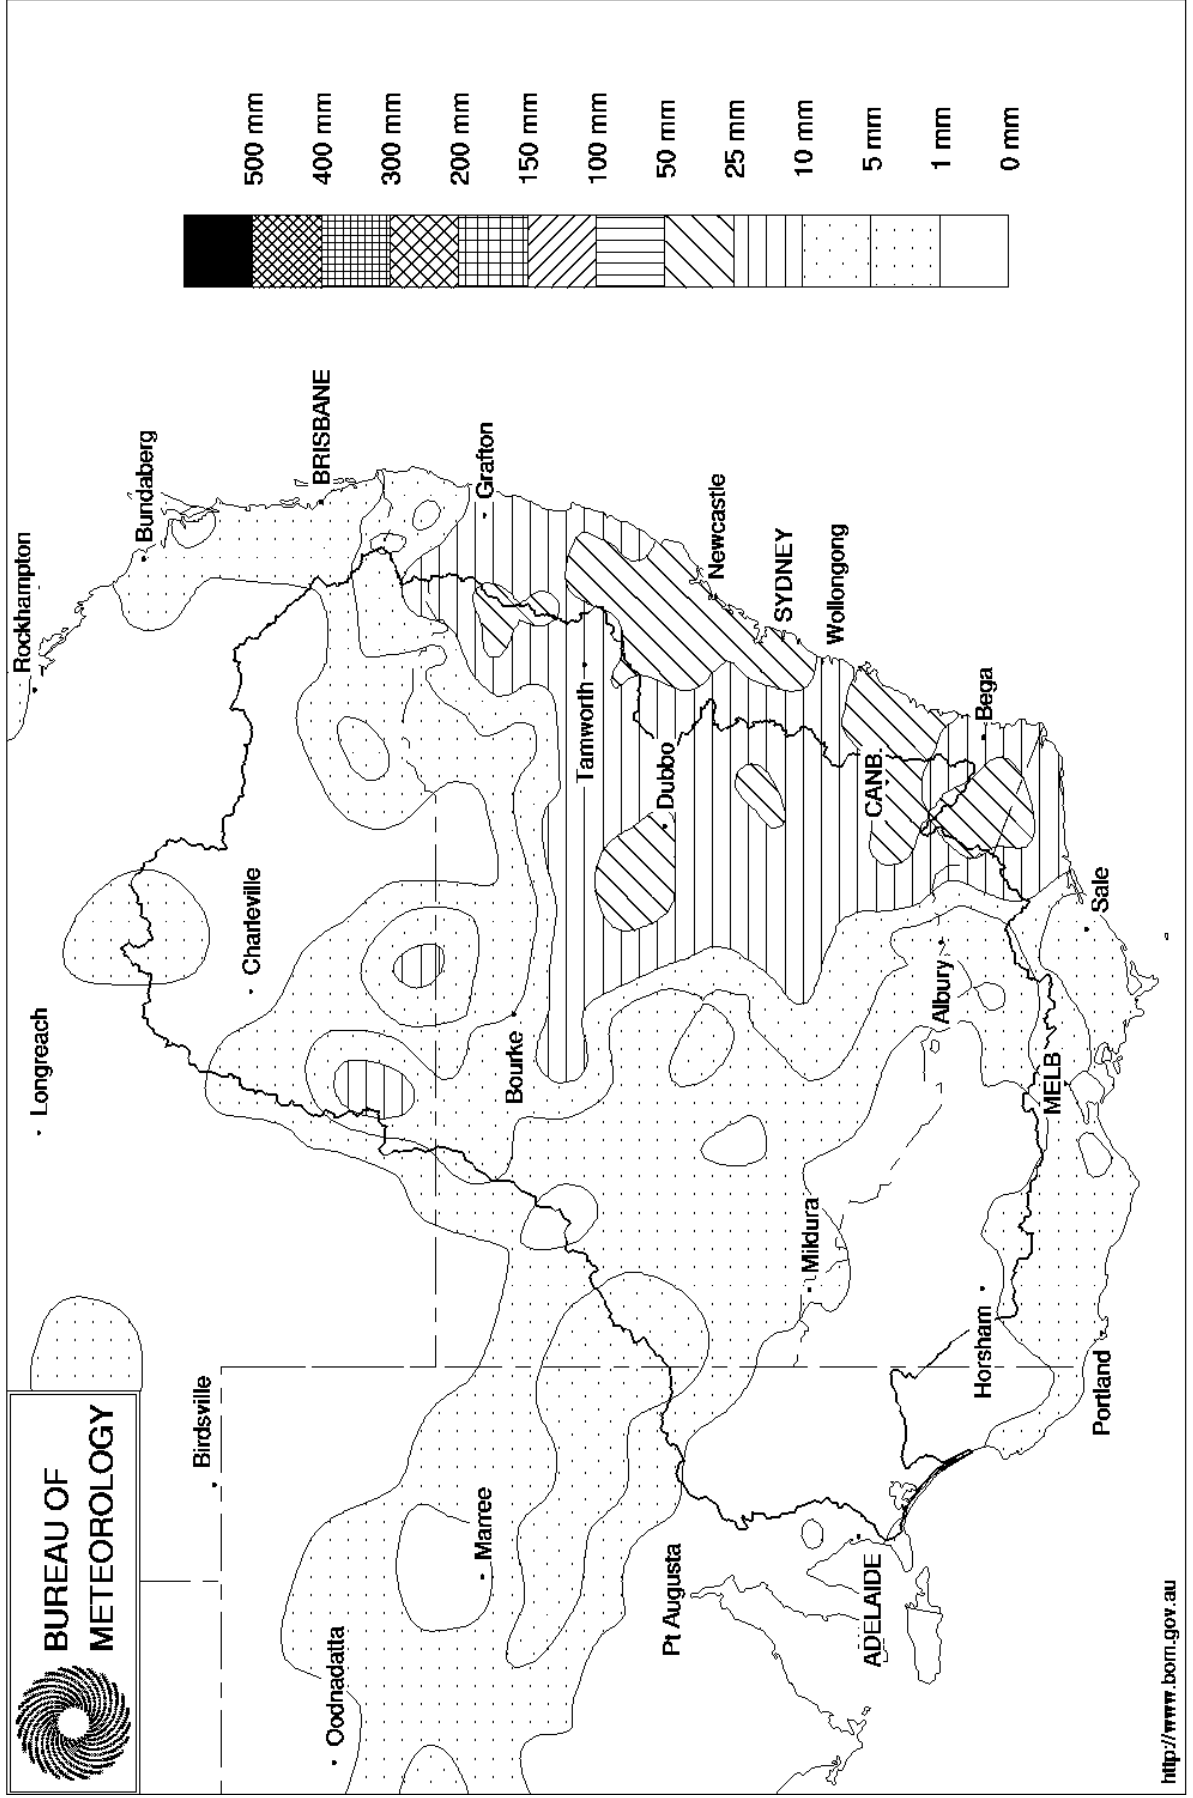 BUREAU OF
METEOROLOGY
500 mm
400 mm
300 mm
200 mm
150 mm
100 mm
50 mm
25 mm
10 mm
5 mm
1 mm
0 mm
Longreach
Rockhampton
Bundaberg
Birdsville
Charleville
BRISBANE
Oodnadatta
Marree
Bourke
Grafton
Tamworth
Pt Augusta
Dubbo
Newcastle
SYDNEY
Mildura
Wollongong
ADELAIDE
CANB.
Albury
Horsham
Bega
MELB
Portland
Sale
http://www.bom.gov.au